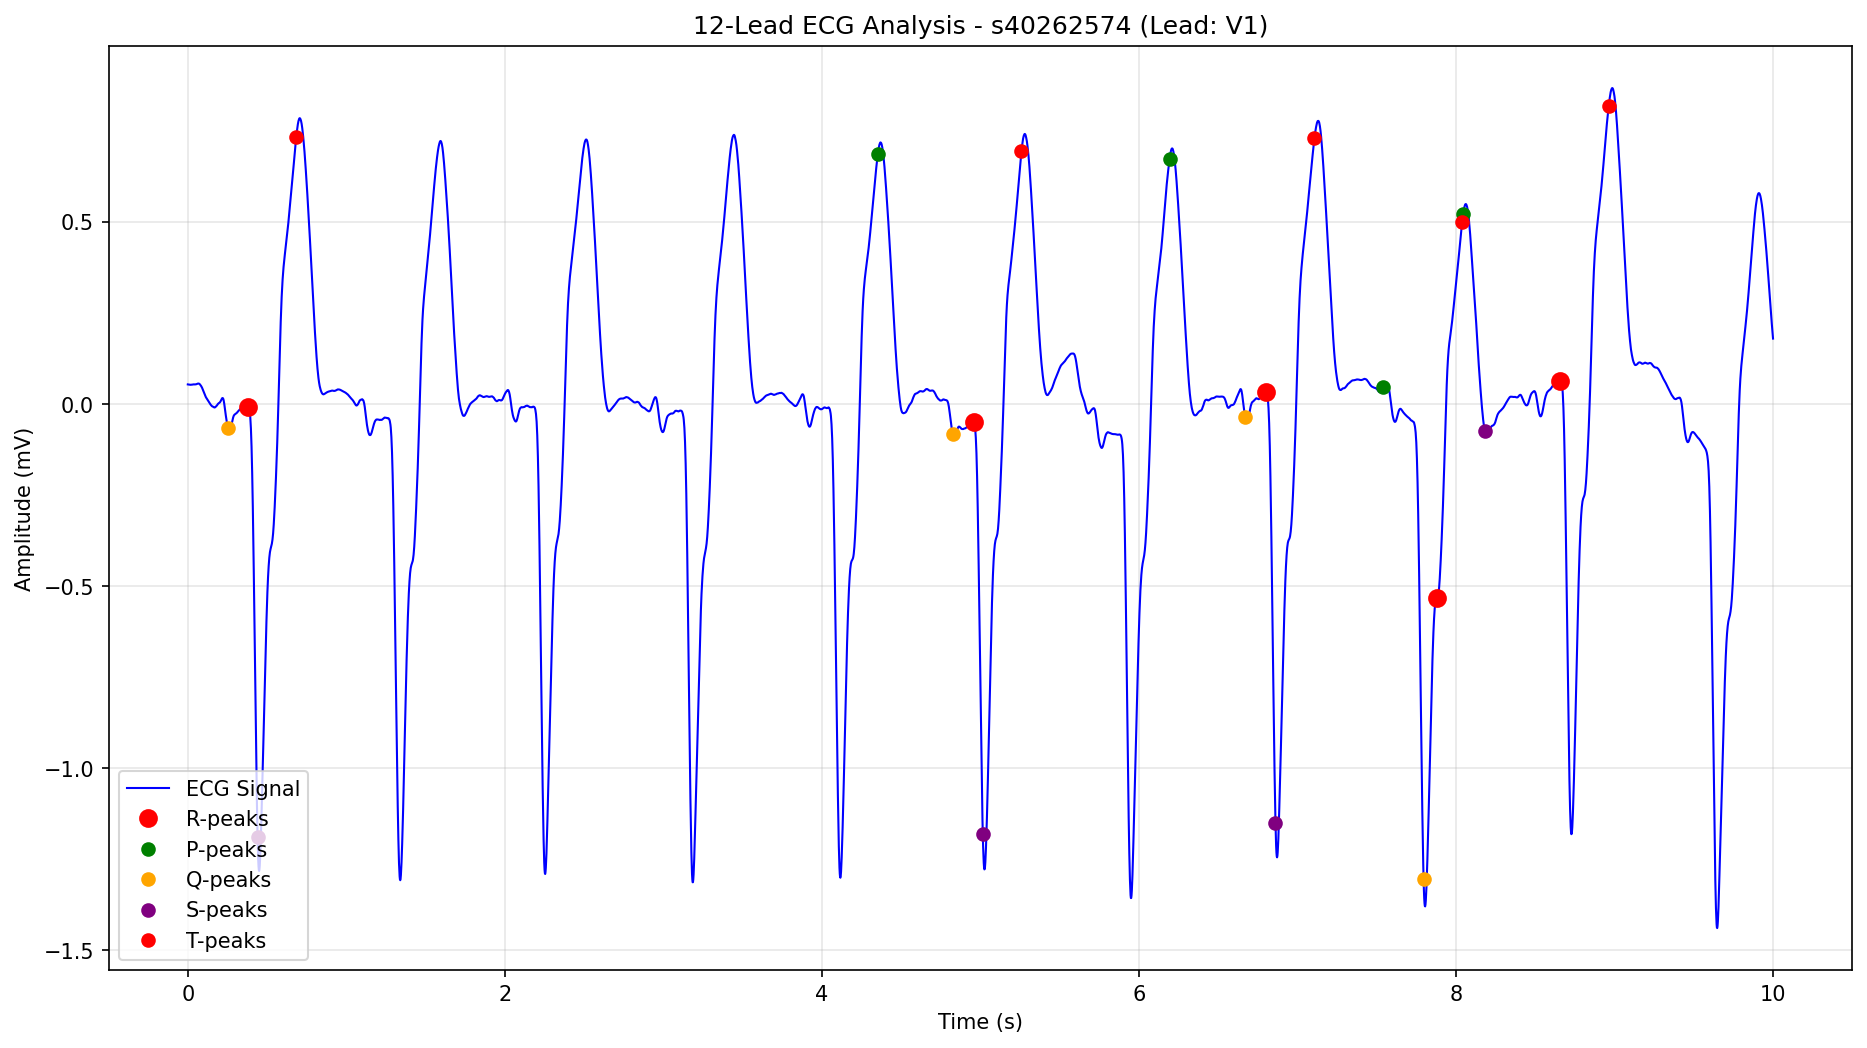 12-Lead ECG Analysis - s40262574 (Lead: V1)
Amplitude (mV)
0.5
0.0
−0.5
−1.0
−1.5
ECG Signal
R-peaks
P-peaks
Q-peaks
S-peaks
T-peaks
0 2 4 6 8 10
Time (s)